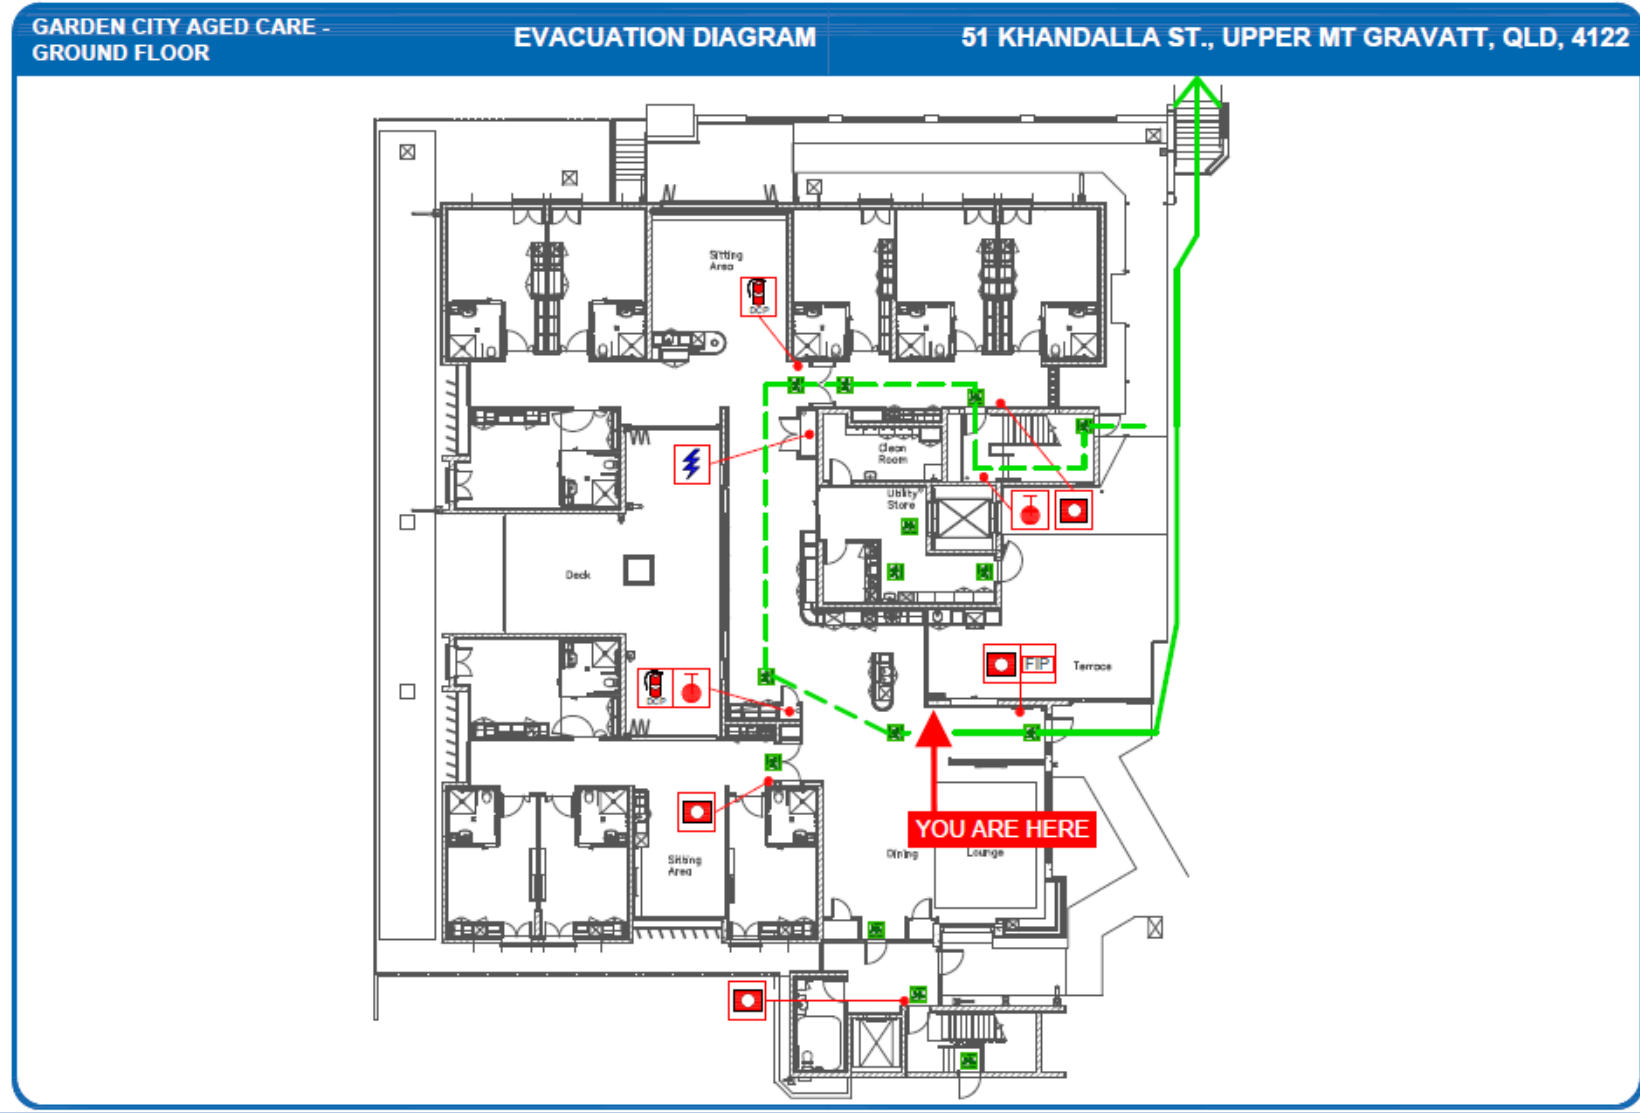 GARDEN CITY AGED CARE -
GROUND FLOOR
EVACUATION DIAGRAM
51 KHANDALLA ST., UPPER MT GRAVATT, QLD, 4122
Sitting
Area
DCP
Clean
Room
Utility
Store
Deck
FIP
Terrace
DCP
YOU ARE HERE
Dining
Lounge
Sitting
Area